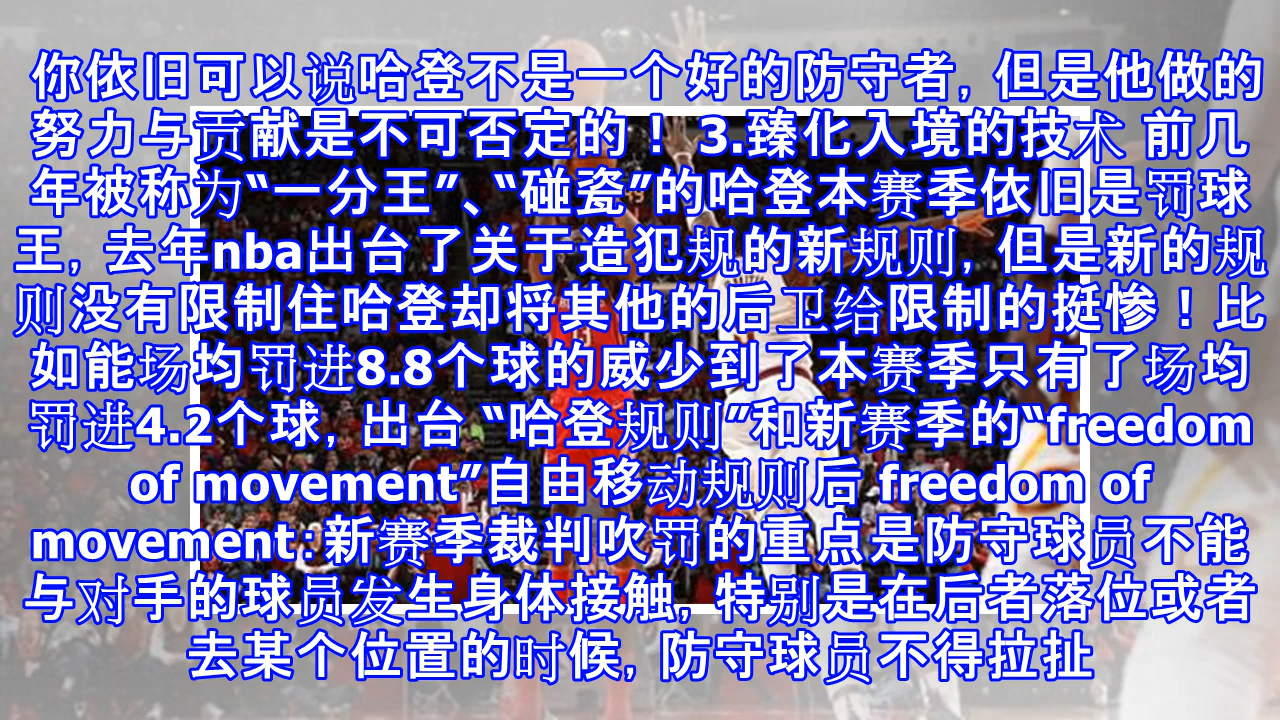 你依旧可以说哈登不是一个好的防守者, 但是他做的
努力与贡献是不可否定的！3.臻化入境的技术 前几
年被称为“一分王”、“碰瓷”的哈登本赛季依旧是罚球
王, 去年nba出台了关于造犯规的新规则, 但是新的规
则没有限制住哈登却将其他的后卫给限制的挺惨！比
如能场均罚进8.8个球的威少到了本赛季只有了场均
罚进4.2个球, 出台 “哈登规则”和新赛季的“freedom
of movement”自由移动规则后 freedom of
movement:新赛季裁判吹罚的重点是防守球员不能
与对手的球员发生身体接触, 特别是在后者落位或者
去某个位置的时候, 防守球员不得拉扯